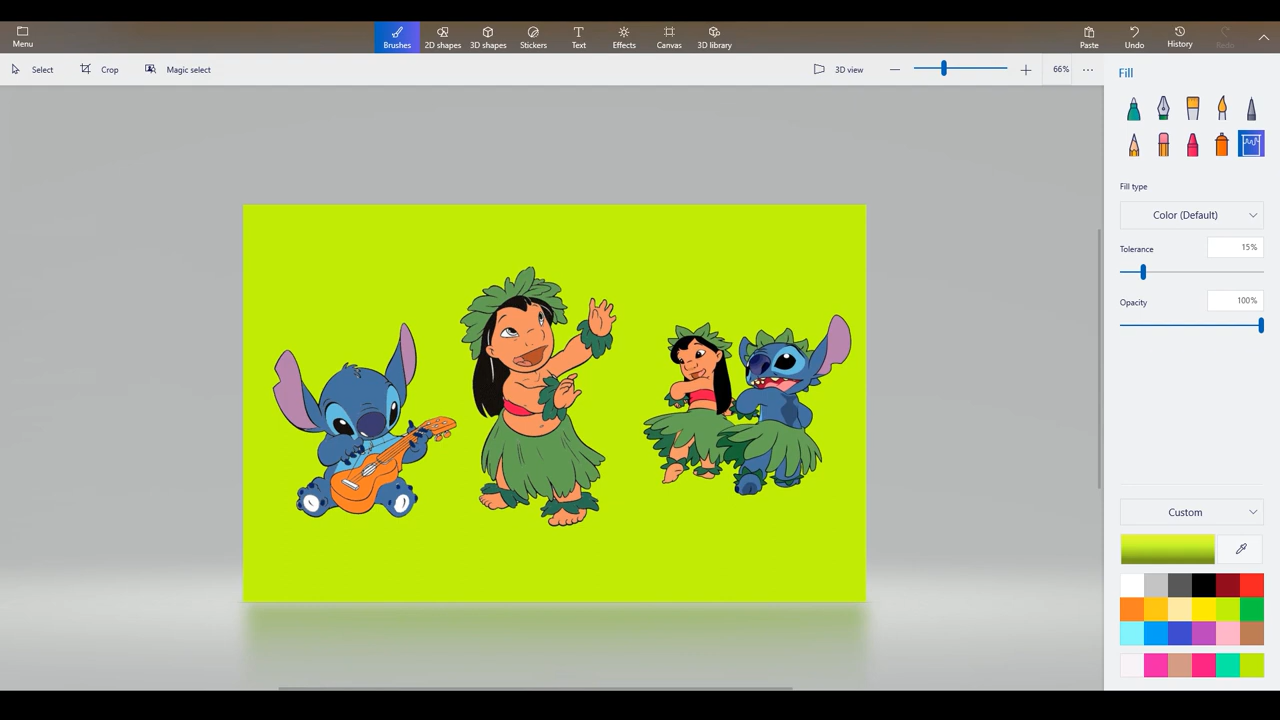 Menu
Brushes
2D shapes
3D shapes
Stickers
Text
Effects
Canvas
3D library
Paste
Undo
History
Redo
Select
Crop
Magic select
3D view
66%
Fill
Fill type
Color (Default)
Tolerance
15%
Opacity
100%
Custom